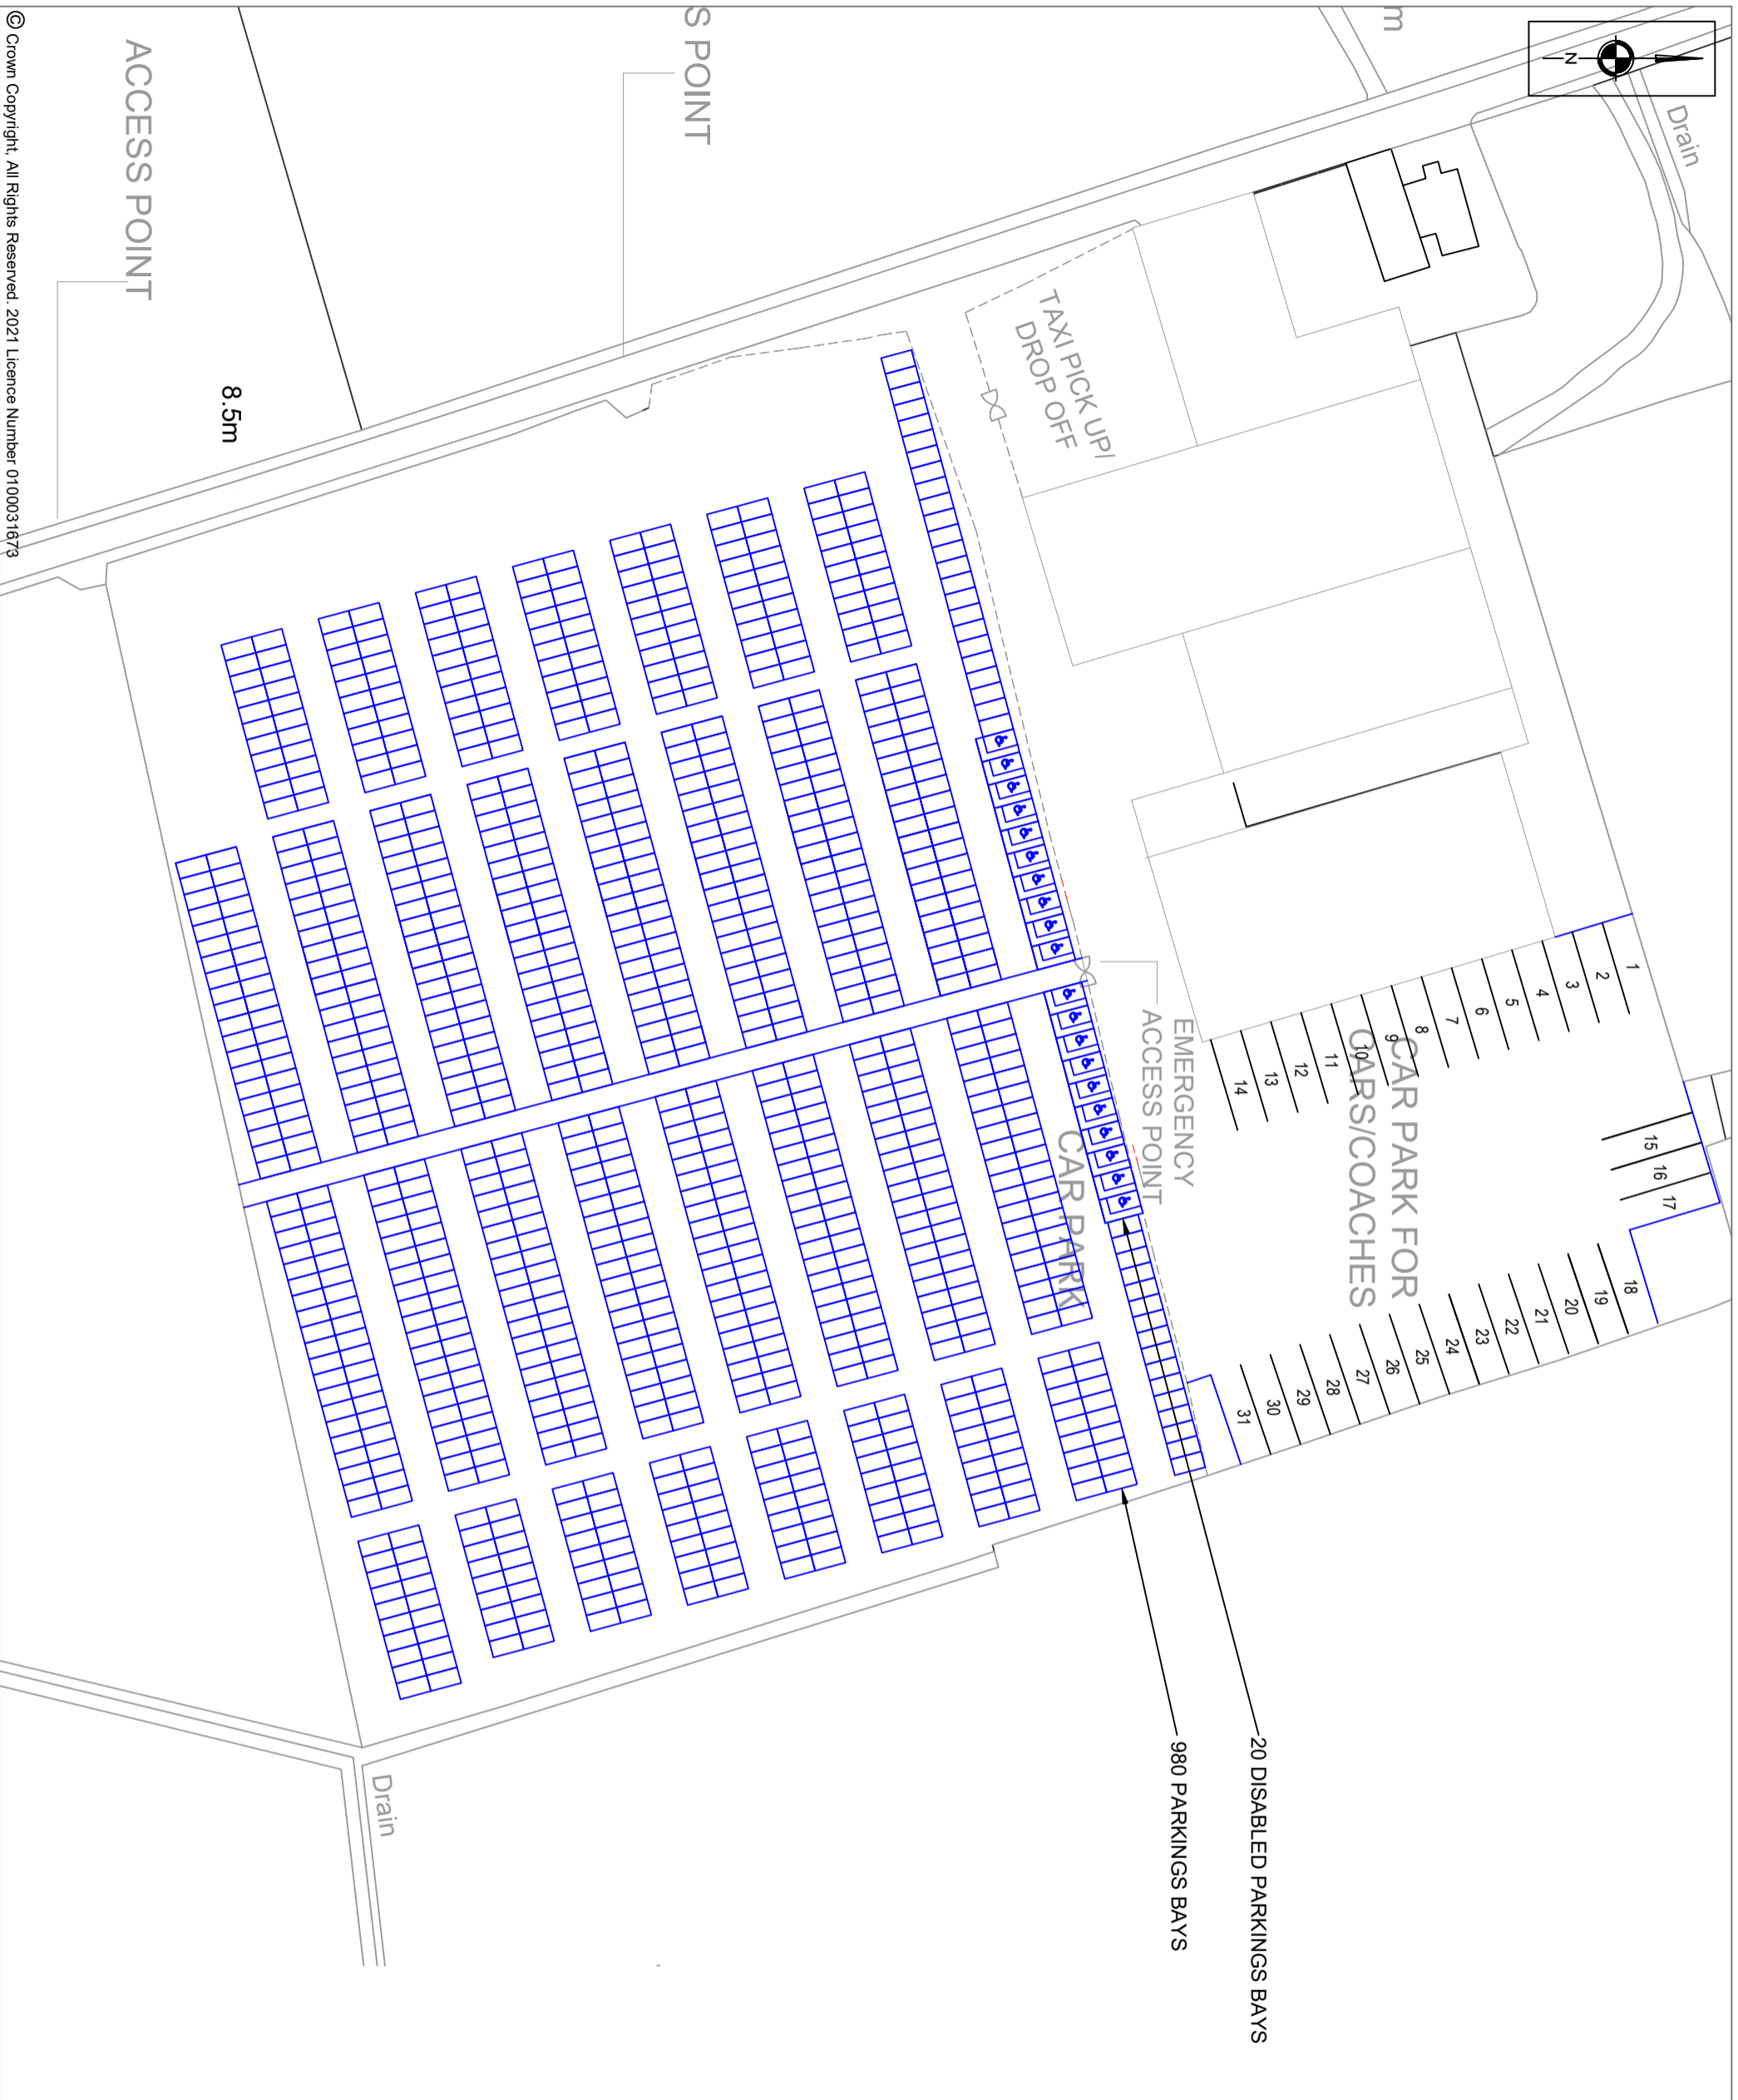 Drain
m
N
S POINT
ACCESS POINT
© Crown Copyright, All Rights Reserved. 2021 Licence Number 0100031673
8.5m
TAXI PICK UP/
DROP OFF
1
2
3
4
5
6
7
8
9
10
11
12
13
14
15
16
17
18
19
20
21
22
23
24
25
26
27
28
29
30
31
CAR PARK FOR
CARS/COACHES
EMERGENCY
ACCESS POINT
CAR PARK
20 DISABLED PARKINGS BAYS
980 PARKINGS BAYS
Drain